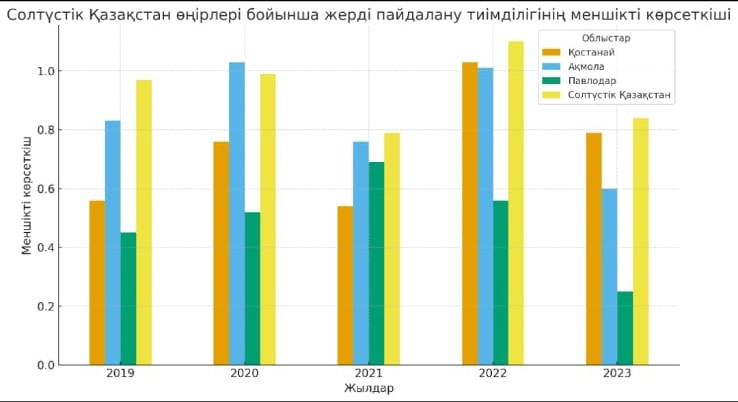 Солтүстік Қазақстан өңірлері бойынша жерді пайдалану тиімділігінің меншікті көрсеткіші
Облыстар
Қостанай
Ақмола
Павлодар
Солтүстік Қазақстан
Меншікті көрсеткіш
1.0
0.8
0.6
0.4
0.2
0.0
2019 2020 2021 2022 2023
Жылдар